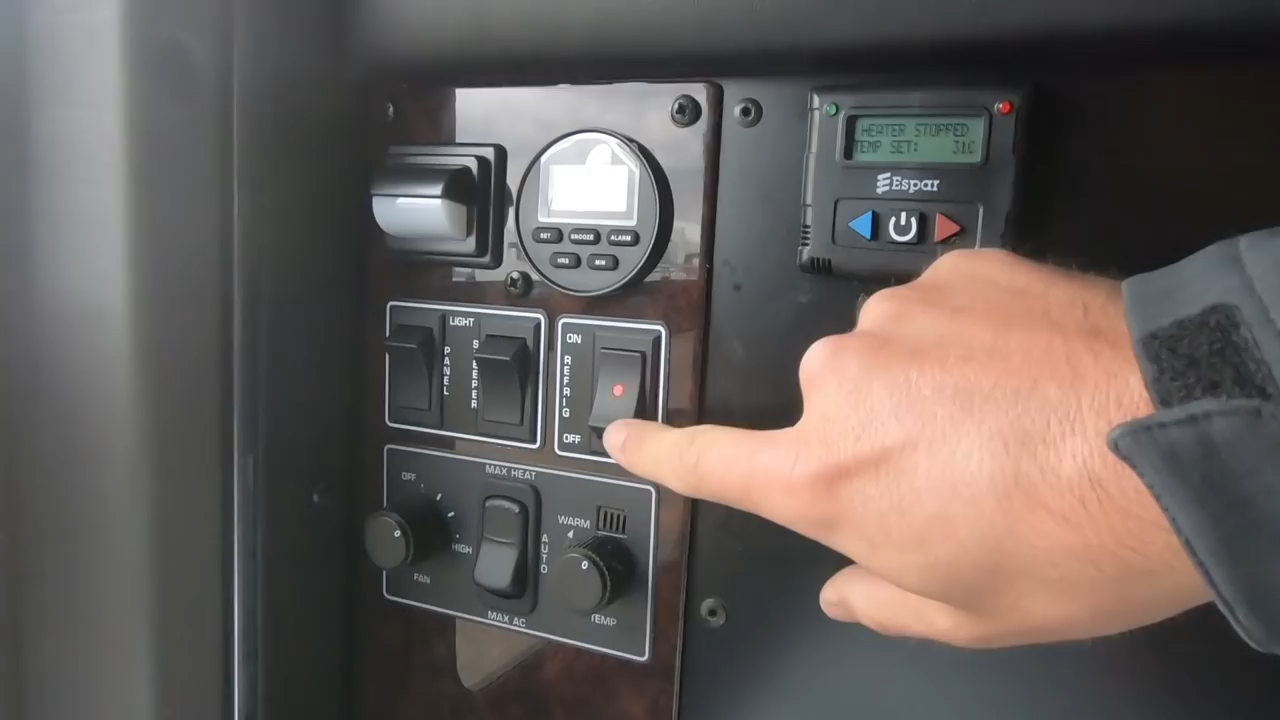 HEATER STOPPED
TEMP SET: 31C
Espar
SET
SNOOZE
ALARM
HRS
MIN
LIGHT
PANEL
SLEEPER
ON
REFRIG
OFF
MAX HEAT
OFF
HIGH
FAN
AUTO
MAX AC
WARM
TEMP